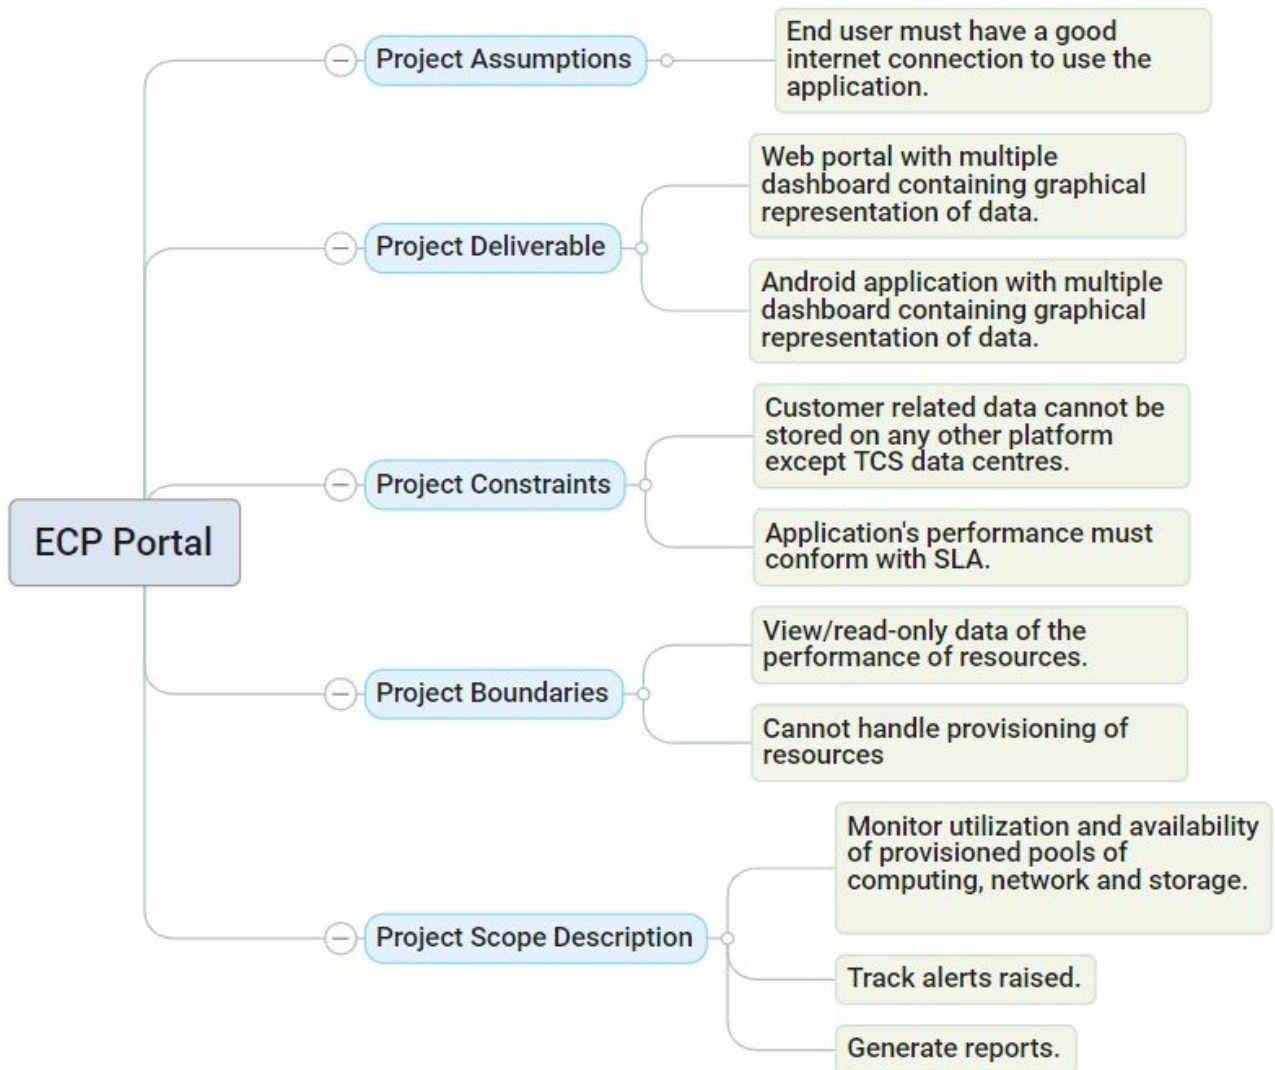 Project Assumptions
End user must have a good
internet connection to use the
application.
Project Deliverable
Web portal with multiple
dashboard containing graphical
representation of data.
Android application with multiple
dashboard containing graphical
representation of data.
ECP Portal
Project Constraints
Customer related data cannot be
stored on any other platform
except TCS data centres.
Application's performance must
conform with SLA.
Project Boundaries
View/read-only data of the
performance of resources.
Cannot handle provisioning of
resources
Project Scope Description
Monitor utilization and availability
of provisioned pools of
computing, network and storage.
Track alerts raised.
Generate reports.